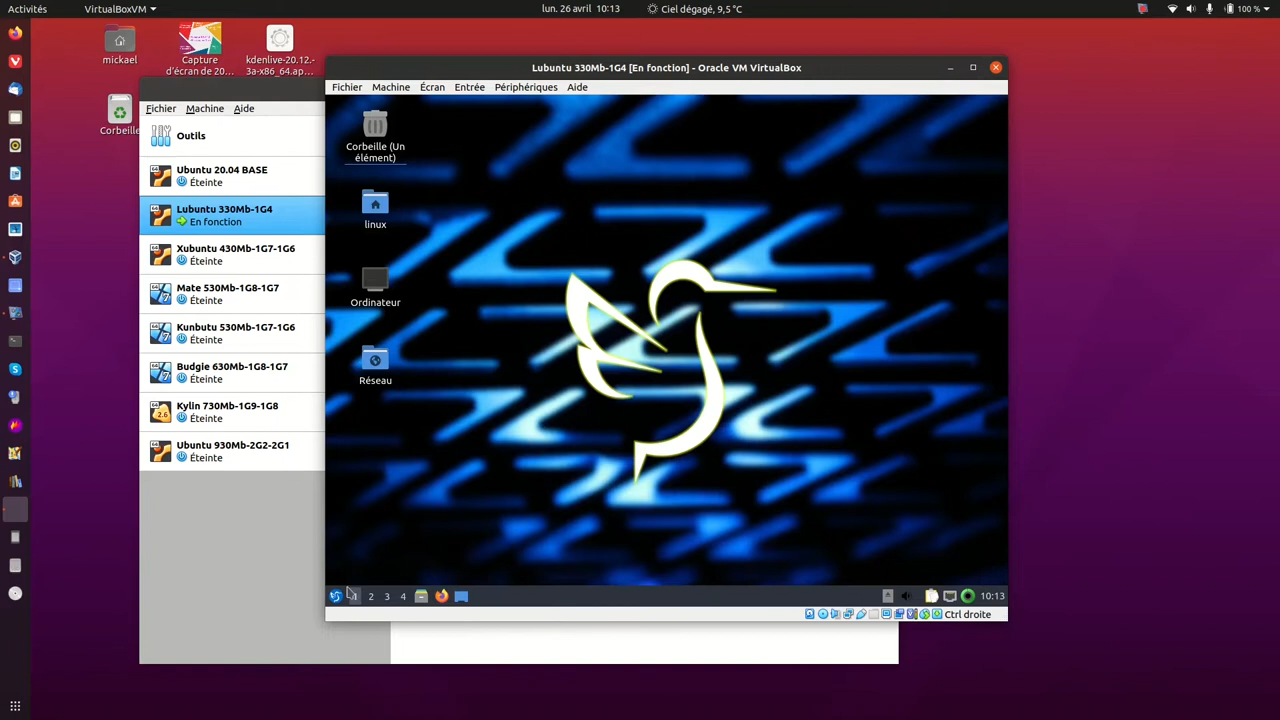 Activités
VirtualBoxVM
lun. 26 avril 10:13
Ciel dégagé, 9,5 °C
100 %
mickael
Capture
d'écran de 20...
kdenlive-20.12.-
3a-x86_64.ap...
Corbeille
Fichier Machine Aide
Outils
Ubuntu 20.04 BASE
Éteinte
Lubuntu 330Mb-1G4
En fonction
Xubuntu 430Mb-1G7-1G6
Éteinte
Mate 530Mb-1G8-1G7
Éteinte
Kunbutu 530Mb-1G7-1G6
Éteinte
Budgie 630Mb-1G8-1G7
Éteinte
Kylin 730Mb-1G9-1G8
Éteinte
Ubuntu 930Mb-2G2-2G1
Éteinte
Lubuntu 330Mb-1G4 [En fonction] - Oracle VM VirtualBox
Fichier Machine Écran Entrée Périphériques Aide
Corbeille (Un
élément)
linux
Ordinateur
Réseau
1 2 3 4
10:13
Ctrl droite